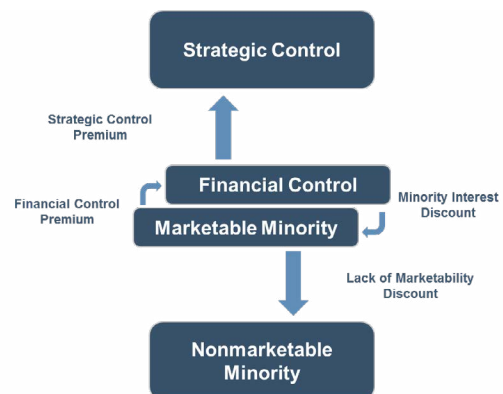 Strategic Control
Strategic Control
Premium
Financial Control
Financial Control
Premium
Minority Interest
Discount
Marketable Minority
Lack of Marketability
Discount
Nonmarketable
Minority